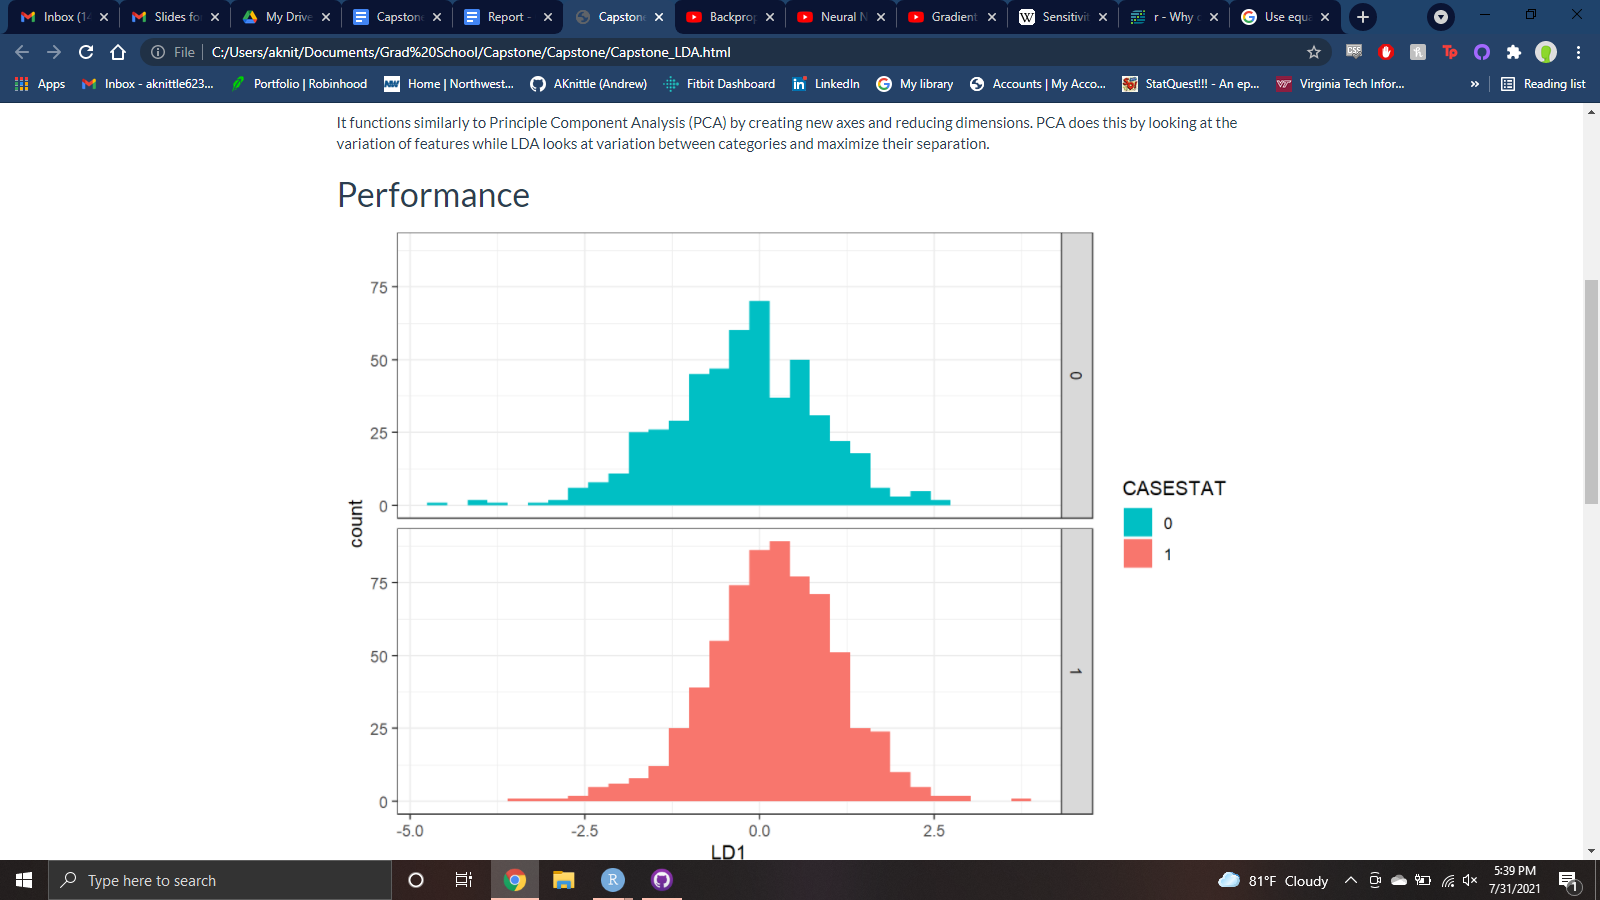 Inbox (1
Slides fo
My Drive
Capstone
Report -
Capstone
Backprop
Neural N
Gradient
Sensitivit
r - Why
Use equa
File
C:/Users/aknit/Documents/Grad%20School/Capstone/Capstone/Capstone_LDA.html
Apps
Inbox - aknittle623...
Portfolio | Robinhood
Home | Northwest...
AKnittle (Andrew)
Fitbit Dashboard
LinkedIn
My library
Accounts | My Acco...
StatQuest!!! - An ep...
Virginia Tech Infor...
»
Reading list
It functions similarly to Principle Component Analysis (PCA) by creating new axes and reducing dimensions. PCA does this by looking at the
variation of features while LDA looks at variation between categories and maximize their separation.
Performance
75
50
25
0
0
count
75
50
25
0
1
-5.0
-2.5
0.0
2.5
LD1
CASESTAT
0
1
Type here to search
81°F Cloudy
5:39 PM
7/31/2021
1